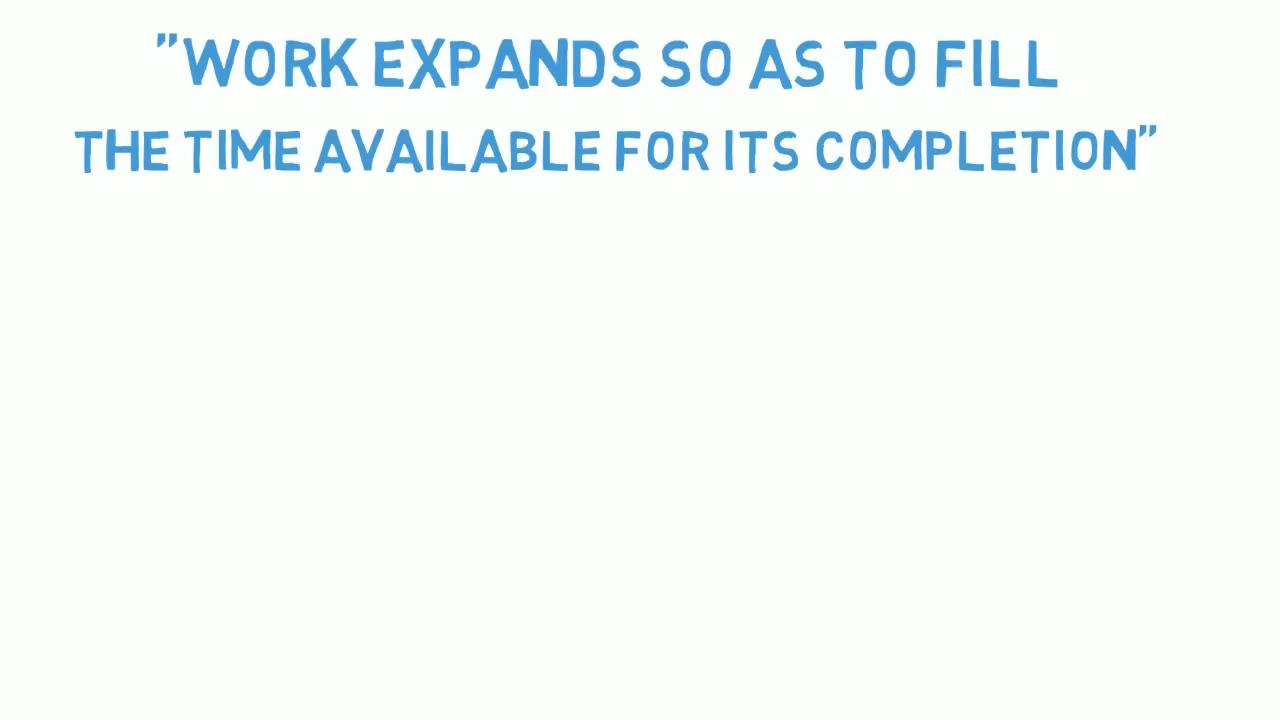 "WORK EXPANDS SO AS TO FILL
THE TIME AVAILABLE FOR ITS COMPLETION"